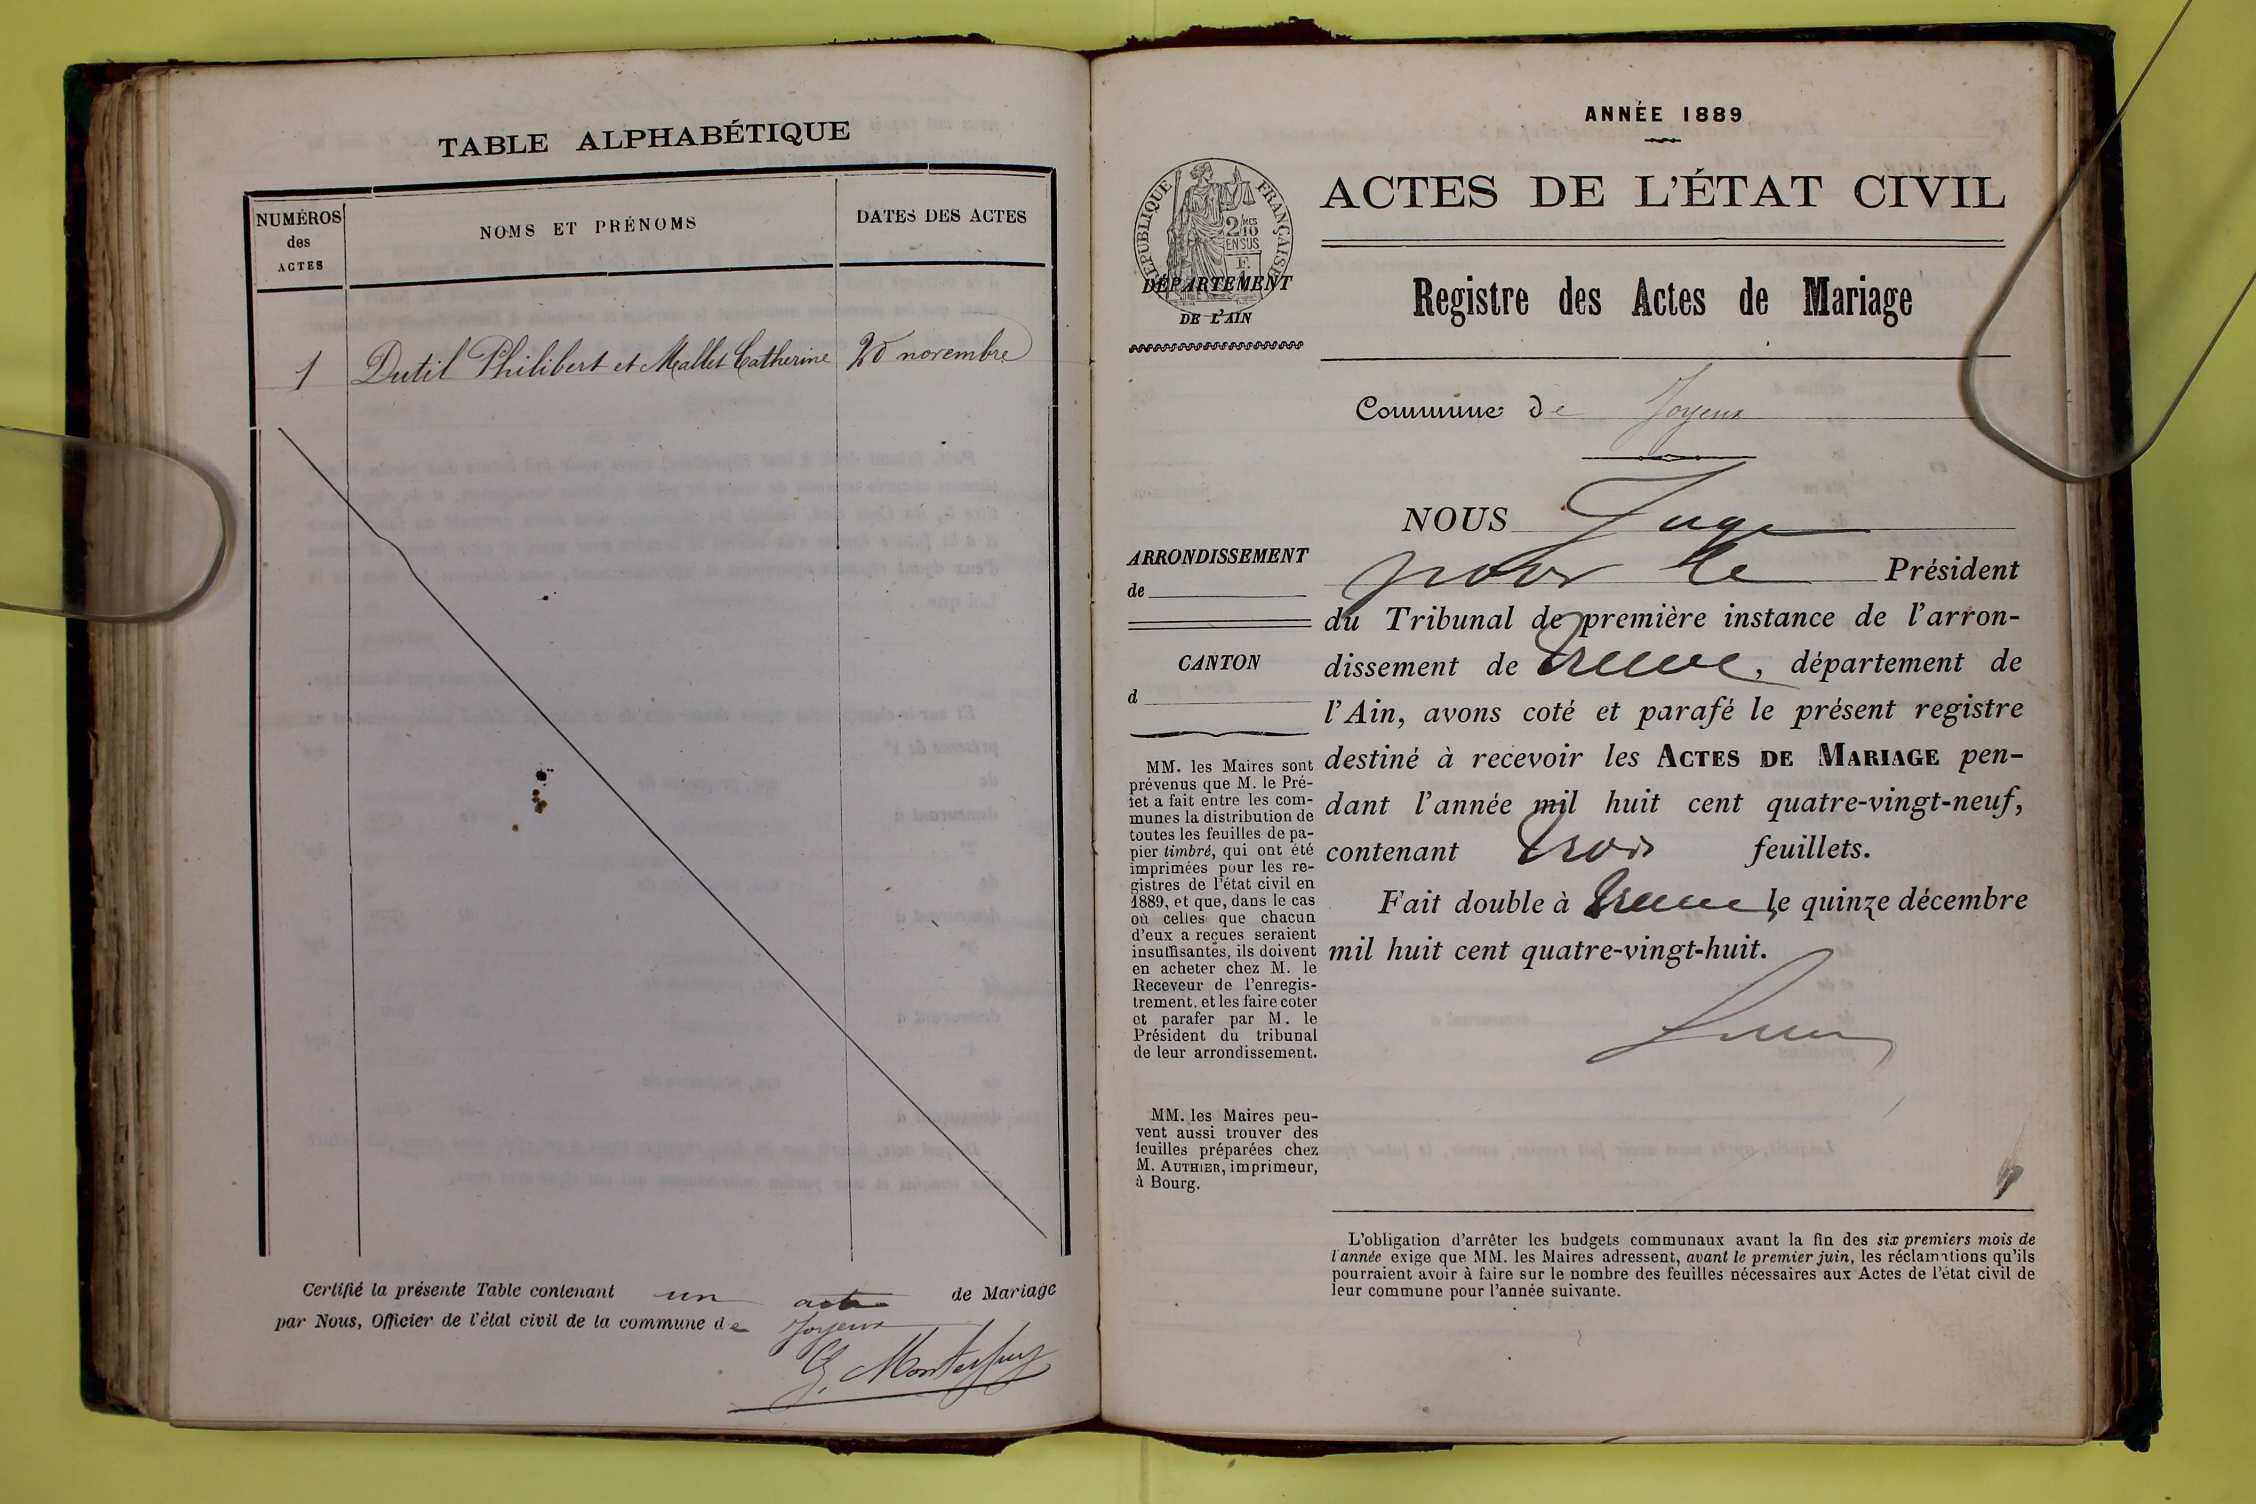 TABLE ALPHABÉTIQUE
NUMÉROS
des
ACTES
NOMS ET PRÉNOMS
DATES DES ACTES
1 Dutil Philibert et Mallet Catherine 20 novembre
Certifié la présente Table contenant un acte de Mariage
par Nous, Officier de l'état civil de la commune de Joyeux
ANNÉE 1889
RÉPUBLIQUE FRANÇAISE
2/10 MES
EN SUS
DÉPARTEMENT
DE L'AIN
ACTES DE L'ÉTAT CIVIL
Registre des Actes de Mariage
Commune de Joyeux
ARRONDISSEMENT
de
CANTON
d
MM. les Maires sont
prévenus que M. le Pré-
fet a fait entre les com-
munes la distribution de
toutes les feuilles de pa-
pier timbré, qui ont été
imprimées pour les re-
gistres de l'état civil en
1889, et que, dans le cas
où celles que chacun
d'eux a reçues seraient
insuffisantes, ils doivent
en acheter chez M. le
Receveur de l'enregis-
trement, et les faire coter
et parafer par M. le
Président du tribunal
de leur arrondissement.
MM. les Maires peu-
vent aussi trouver des
feuilles préparées chez
M. AUTHIER, imprimeur,
à Bourg.
NOUS Juge
pour le Président
du Tribunal de première instance de l'arron-
dissement de Trévoux, département de
l'Ain, avons coté et parafé le présent registre
destiné à recevoir les ACTES DE MARIAGE pen-
dant l'année mil huit cent quatre-vingt-neuf,
contenant trois feuillets.
Fait double à Trévoux, le quinze décembre
mil huit cent quatre-vingt-huit.
L'obligation d'arrêter les budgets communaux avant la fin des six premiers mois de
l'année exige que MM. les Maires adressent, avant le premier juin, les réclamations qu'ils
pourraient avoir à faire sur le nombre des feuilles nécessaires aux Actes de l'état civil de
leur commune pour l'année suivante.